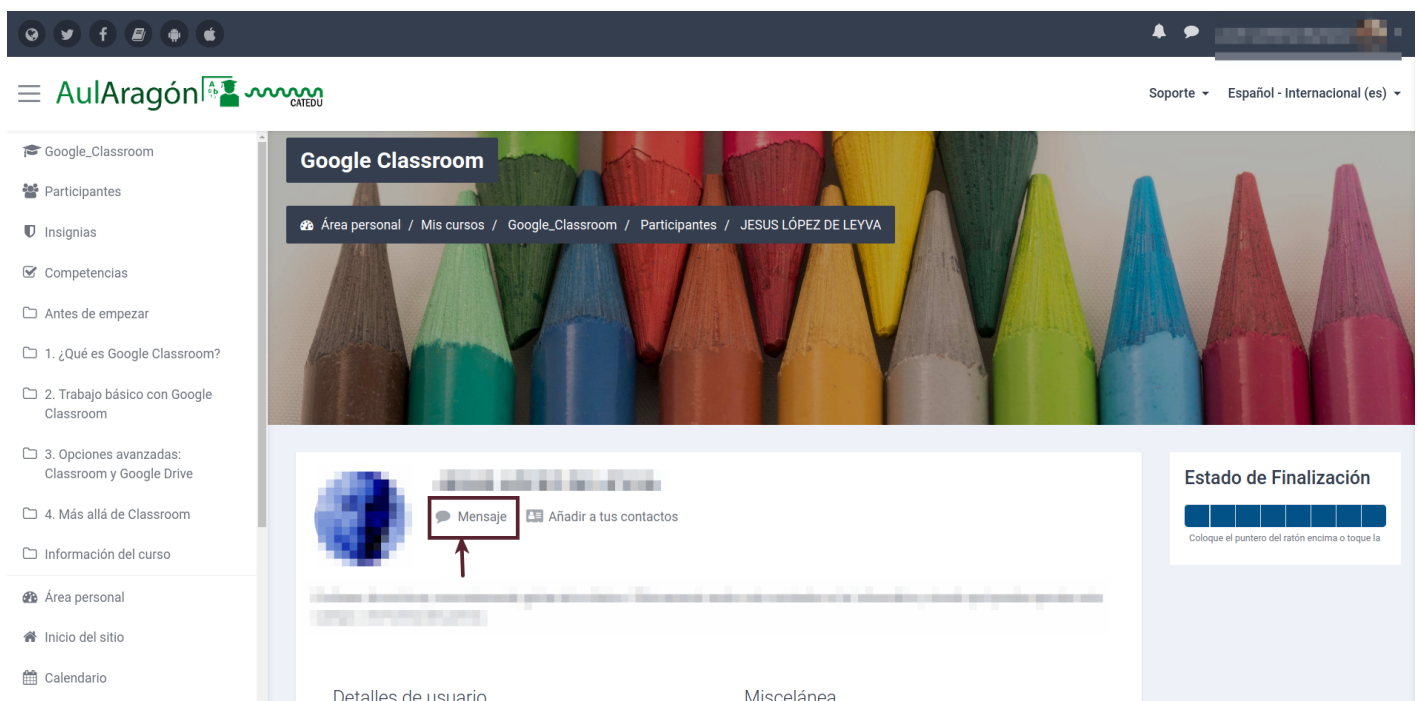 AulAragón
CATEDU
Soporte
Español - Internacional (es)
Google_Classroom
Participantes
Insignias
Competencias
Antes de empezar
1. ¿Qué es Google Classroom?
2. Trabajo básico con Google
Classroom
3. Opciones avanzadas:
Classroom y Google Drive
4. Más allá de Classroom
Información del curso
Área personal
Inicio del sitio
Calendario
Google Classroom
Área personal / Mis cursos / Google_Classroom / Participantes / JESUS LÓPEZ DE LEYVA
Mensaje
Añadir a tus contactos
Detalles de usuario
Miscelánea
Estado de Finalización
Coloque el puntero del ratón encima o toque la